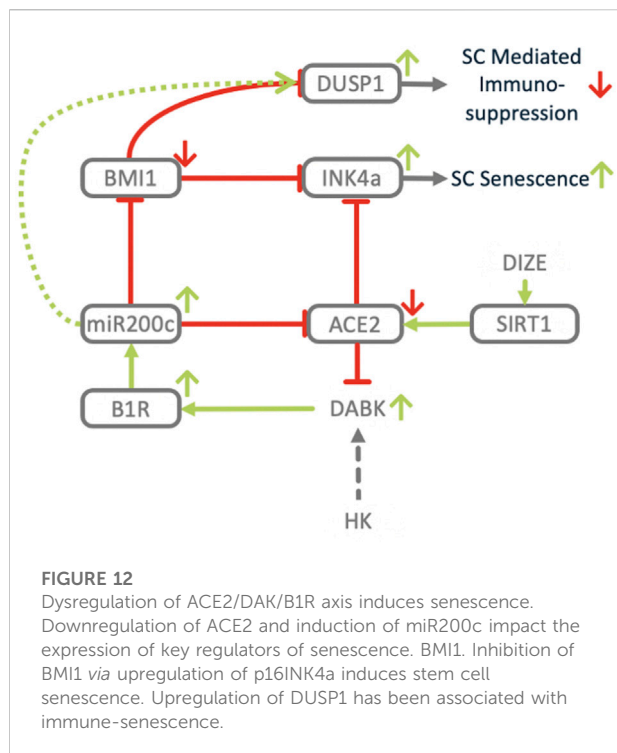 DUSP1
SC Mediated
Immuno-
suppression
BMI1
INK4a
SC Senescence
DIZE
miR200c
ACE2
SIRT1
B1R
DABK
HK
FIGURE 12
Dysregulation of ACE2/DAK/B1R axis induces senescence.
Downregulation of ACE2 and induction of miR200c impact the
expression of key regulators of senescence. BMI1. Inhibition of
BMI1 via upregulation of p16INK4a induces stem cell
senescence. Upregulation of DUSP1 has been associated with
immune-senescence.